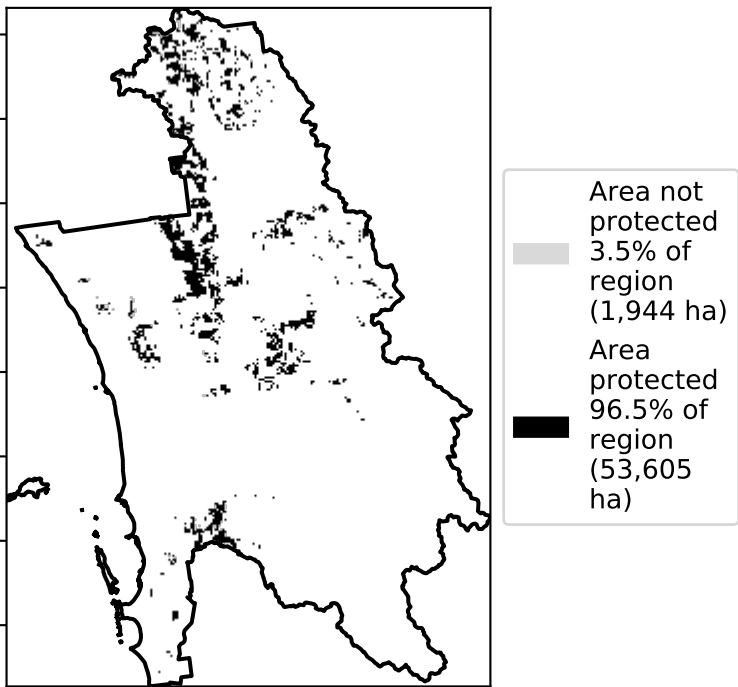 Area not
protected
3.5% of
region
(1,944 ha)
Area
protected
96.5% of
region
(53,605
ha)